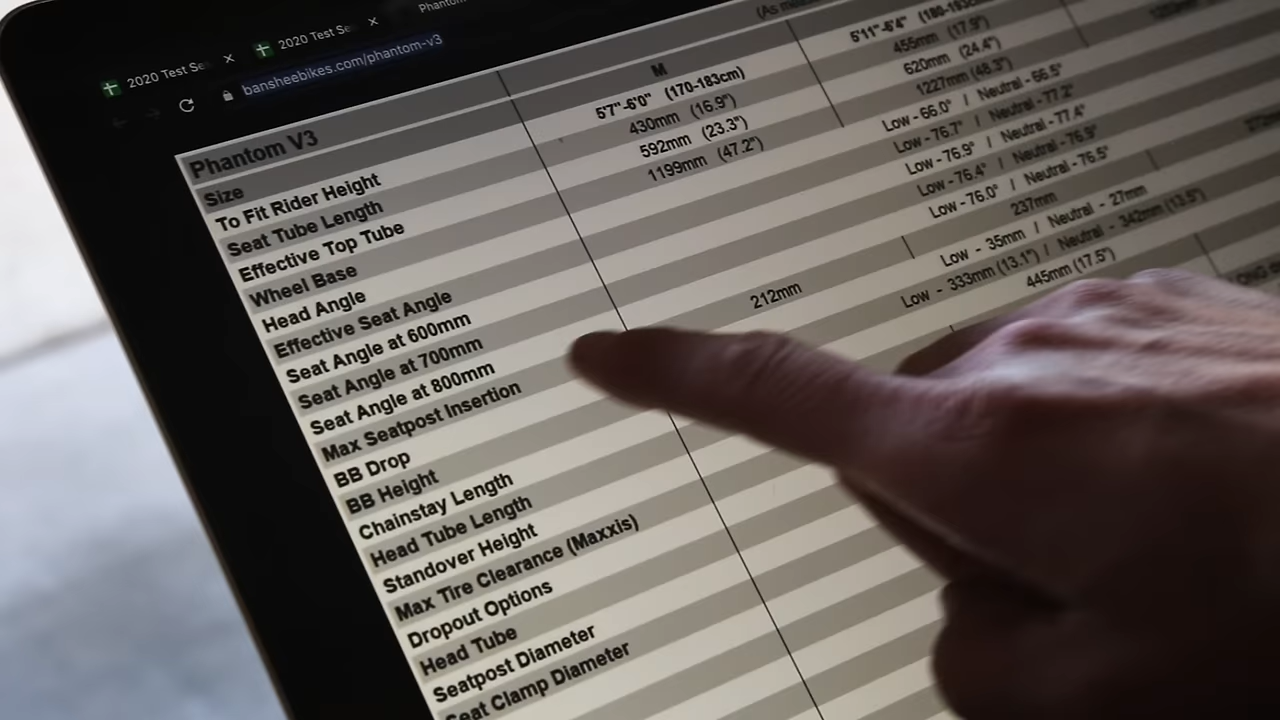 2020 Test Se
2020 Test Se
Phantom
bansheebikes.com/phantom-v3
Phantom V3
(As
Size M
To Fit Rider Height 5'7"-6'0" (170-183cm) 5'11"-6'4"
Seat Tube Length 430mm (16.9") 455mm (17.9")
Effective Top Tube 592mm (23.3") 620mm (24.4")
Wheel Base 1199mm (47.2") 1227mm (48.3")
Head Angle Low - 66.0° / Neutral - 66.5°
Effective Seat Angle Low - 76.7° / Neutral - 77.2°
Seat Angle at 600mm Low - 76.9° / Neutral - 77.4°
Seat Angle at 700mm Low - 76.4° / Neutral - 76.9°
Seat Angle at 800mm Low - 76.0° / Neutral - 76.5°
Max Seatpost Insertion 212mm 237mm
BB Drop Low - 35mm / Neutral - 27mm
BB Height Low - 333mm (13.1") / Neutral - 342mm (13.5")
Chainstay Length 445mm (17.5")
Head Tube Length
Standover Height
Max Tire Clearance (Maxxis)
Dropout Options
Head Tube
Seatpost Diameter
Seat Clamp Diameter